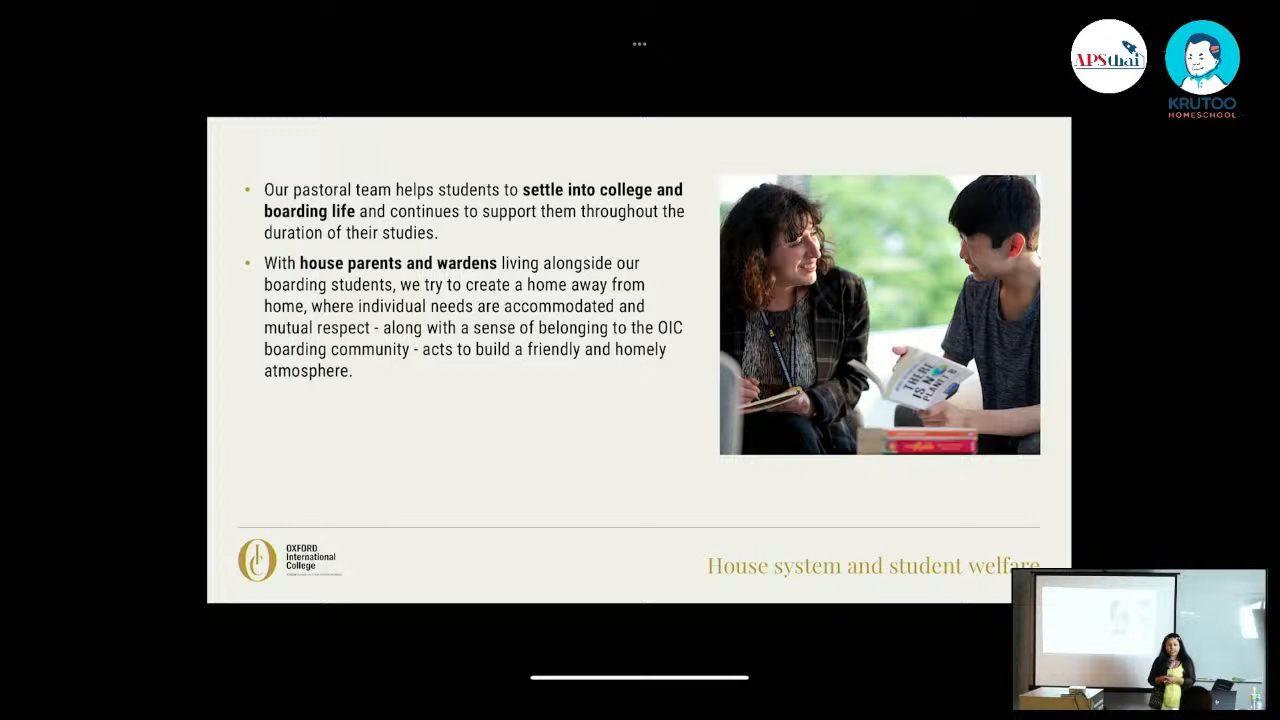 APSthai
KRUTOO
HOMESCHOOL
• Our pastoral team helps students to settle into college and
boarding life and continues to support them throughout the
duration of their studies.
• With house parents and wardens living alongside our
boarding students, we try to create a home away from
home, where individual needs are accommodated and
mutual respect - along with a sense of belonging to the OIC
boarding community - acts to build a friendly and homely
atmosphere.
THERE
IS NO
PLANET B
OXFORD
International
College
House system and student welfare